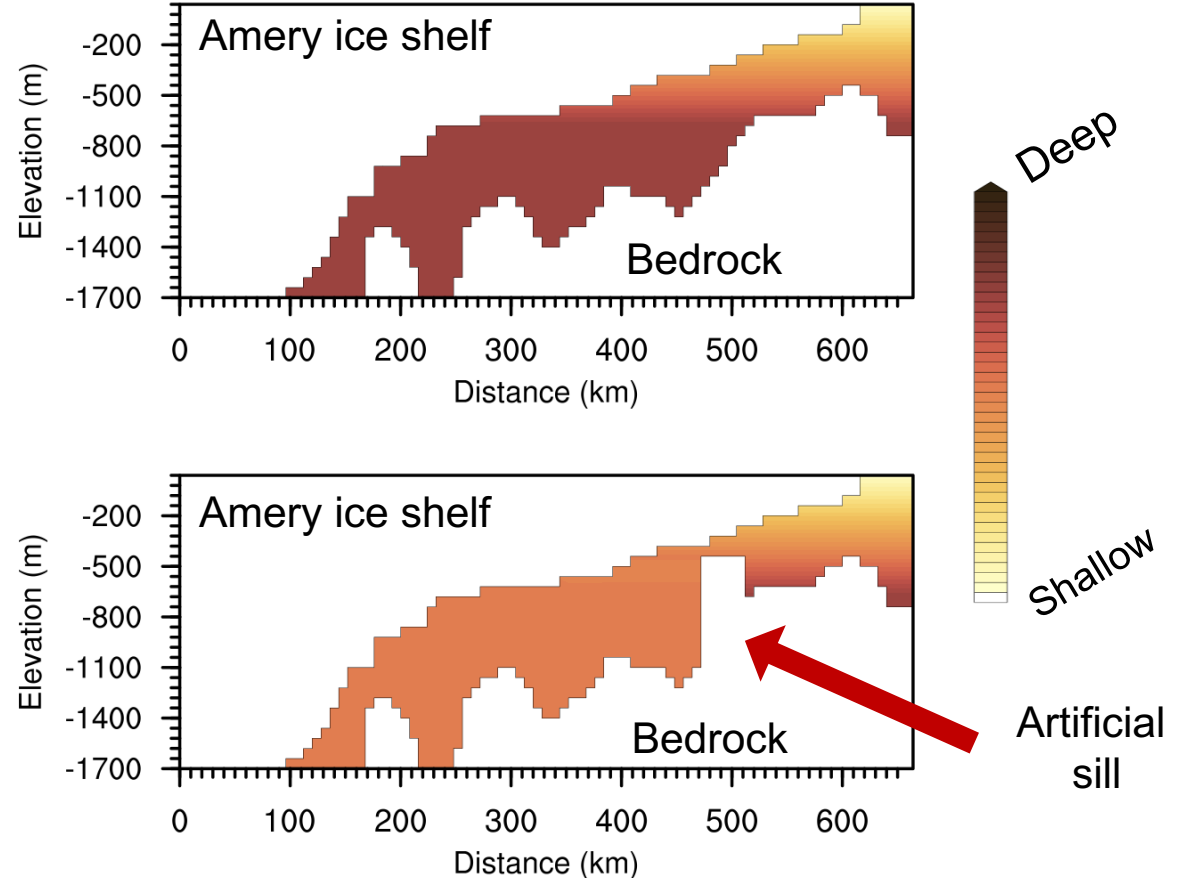 Amery ice shelf
Elevation (m)
-200
-500
-800
-1100
-1400
-1700
Bedrock
0 100 200 300 400 500 600
Distance (km)
Deep
Shallow
Amery ice shelf
Elevation (m)
-200
-500
-800
-1100
-1400
-1700
Bedrock
0 100 200 300 400 500 600
Distance (km)
Artificial
sill